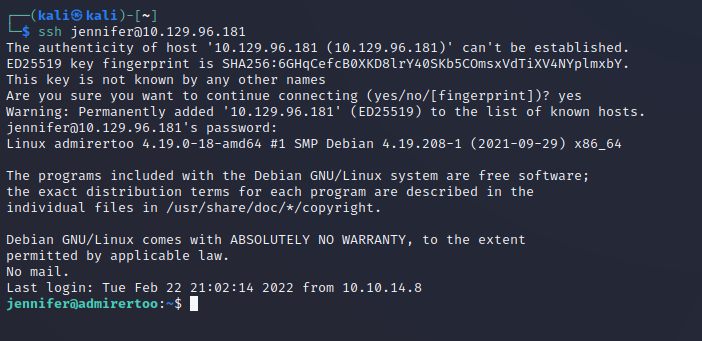 ┌──(kali㉿kali)-[~]
└─$ ssh jennifer@10.129.96.181
The authenticity of host '10.129.96.181 (10.129.96.181)' can't be established.
ED25519 key fingerprint is SHA256:6GHqCefcB0XKD8lrY40SKb5COmsxVdTiXV4NYplmxbY.
This key is not known by any other names
Are you sure you want to continue connecting (yes/no/[fingerprint])? yes
Warning: Permanently added '10.129.96.181' (ED25519) to the list of known hosts.
jennifer@10.129.96.181's password:
Linux admirertoo 4.19.0-18-amd64 #1 SMP Debian 4.19.208-1 (2021-09-29) x86_64
The programs included with the Debian GNU/Linux system are free software;
the exact distribution terms for each program are described in the
individual files in /usr/share/doc/*/copyright.
Debian GNU/Linux comes with ABSOLUTELY NO WARRANTY, to the extent
permitted by applicable law.
No mail.
Last login: Tue Feb 22 21:02:14 2022 from 10.10.14.8
jennifer@admirertoo:~$